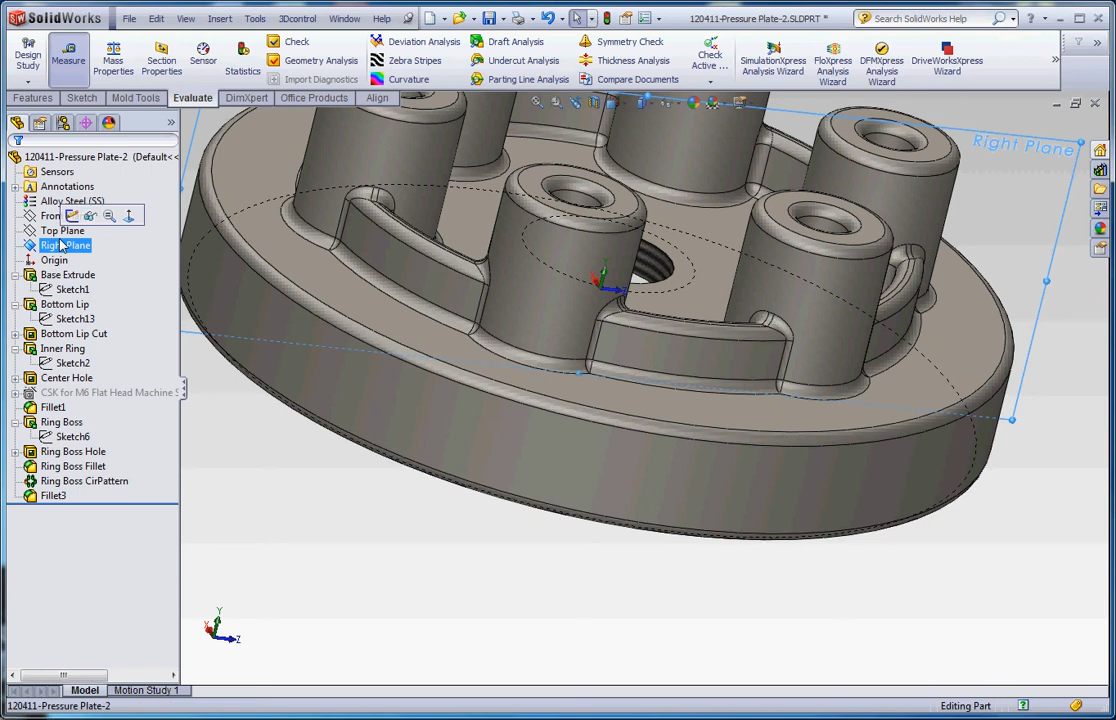 SolidWorks File Edit View Insert Tools 3Dcontrol Window Help 120411-Pressure Plate-2.SLDPRT * Search SolidWorks Help
Design Study
Measure
Mass Properties
Section Properties
Sensor
Statistics
Check
Geometry Analysis
Import Diagnostics
Deviation Analysis
Zebra Stripes
Curvature
Draft Analysis
Undercut Analysis
Parting Line Analysis
Symmetry Check
Thickness Analysis
Compare Documents
Check Active ...
SimulationXpress Analysis Wizard
FloXpress Analysis Wizard
DFMXpress Analysis Wizard
DriveWorksXpress Wizard
Features Sketch Mold Tools Evaluate DimXpert Office Products Align
120411-Pressure Plate-2 (Default<<
Sensors
Annotations
Alloy Steel (SS)
Fron
Top Plane
Right Plane
Origin
Base Extrude
Sketch1
Bottom Lip
Sketch13
Bottom Lip Cut
Inner Ring
Sketch2
Center Hole
CSK for M6 Flat Head Machine S
Fillet1
Ring Boss
Sketch6
Ring Boss Hole
Ring Boss Fillet
Ring Boss CirPattern
Fillet3
Right Plane
Z
Y
X
Z
Model Motion Study 1
120411-Pressure Plate-2 Editing Part